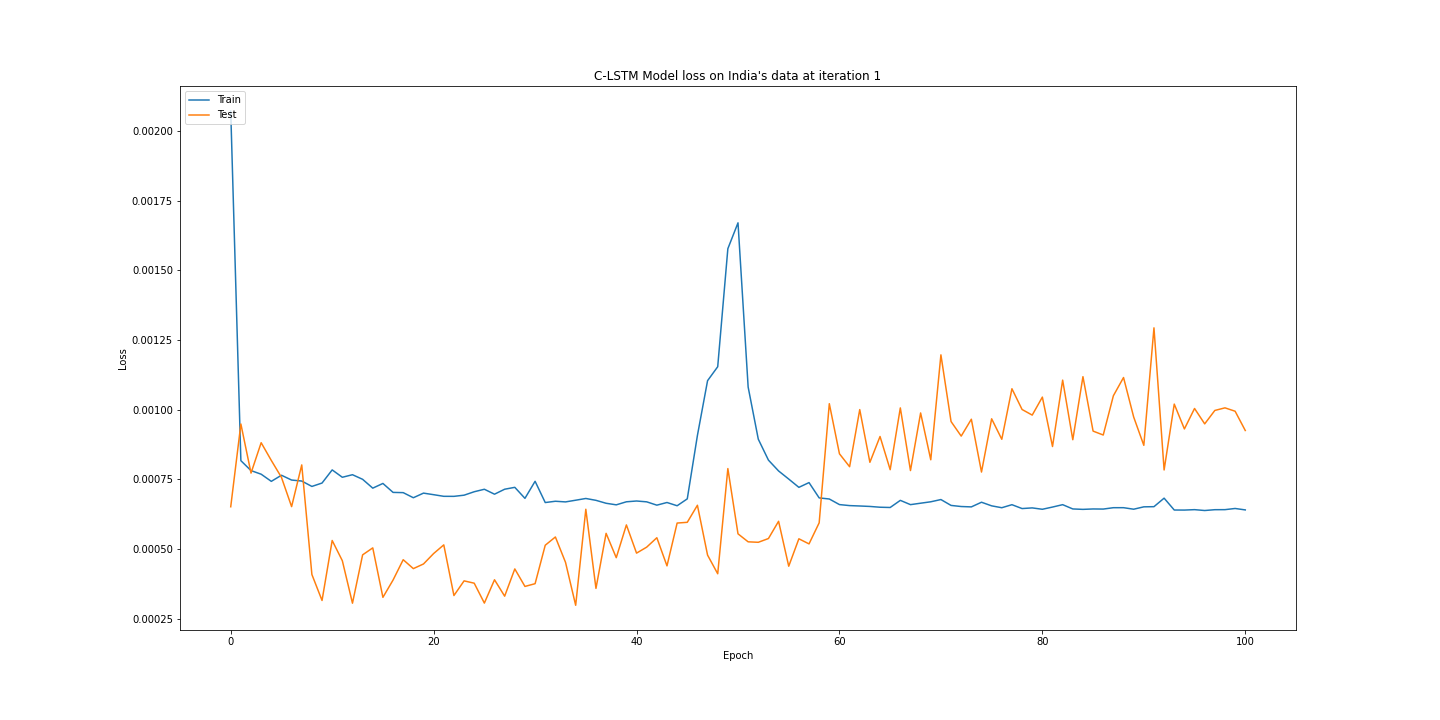 C-LSTM Model loss on India's data at iteration 1
Train
Test
0.00200
0.00175
0.00150
0.00125
0.00100
0.00075
0.00050
0.00025
Loss
0 20 40 60 80 100
Epoch